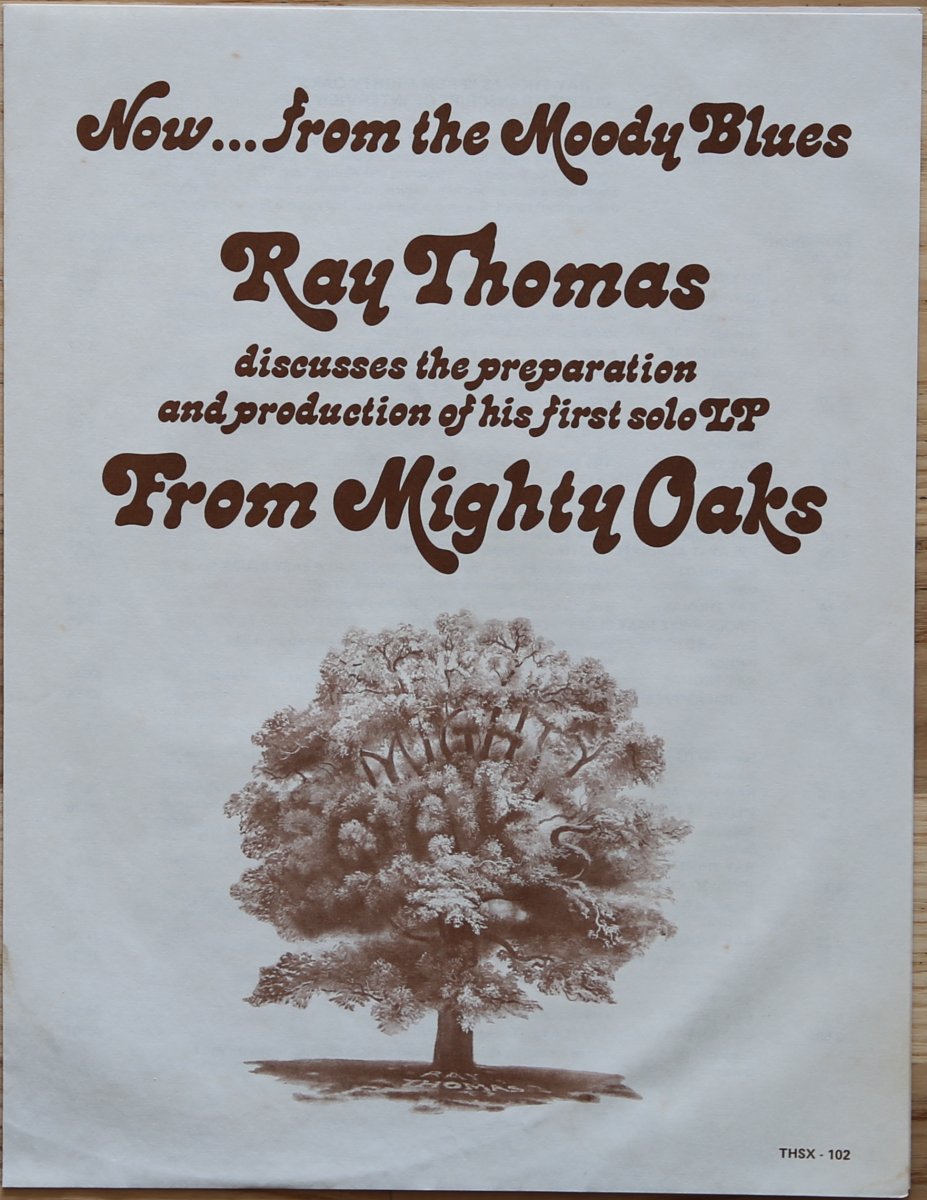 Now... from the Moody Blues
Ray Thomas
discusses the preparation
and production of his first solo LP
From Mighty Oaks
FROM
MIGHTY
OAKS
RAY
THOMAS
THSX - 102